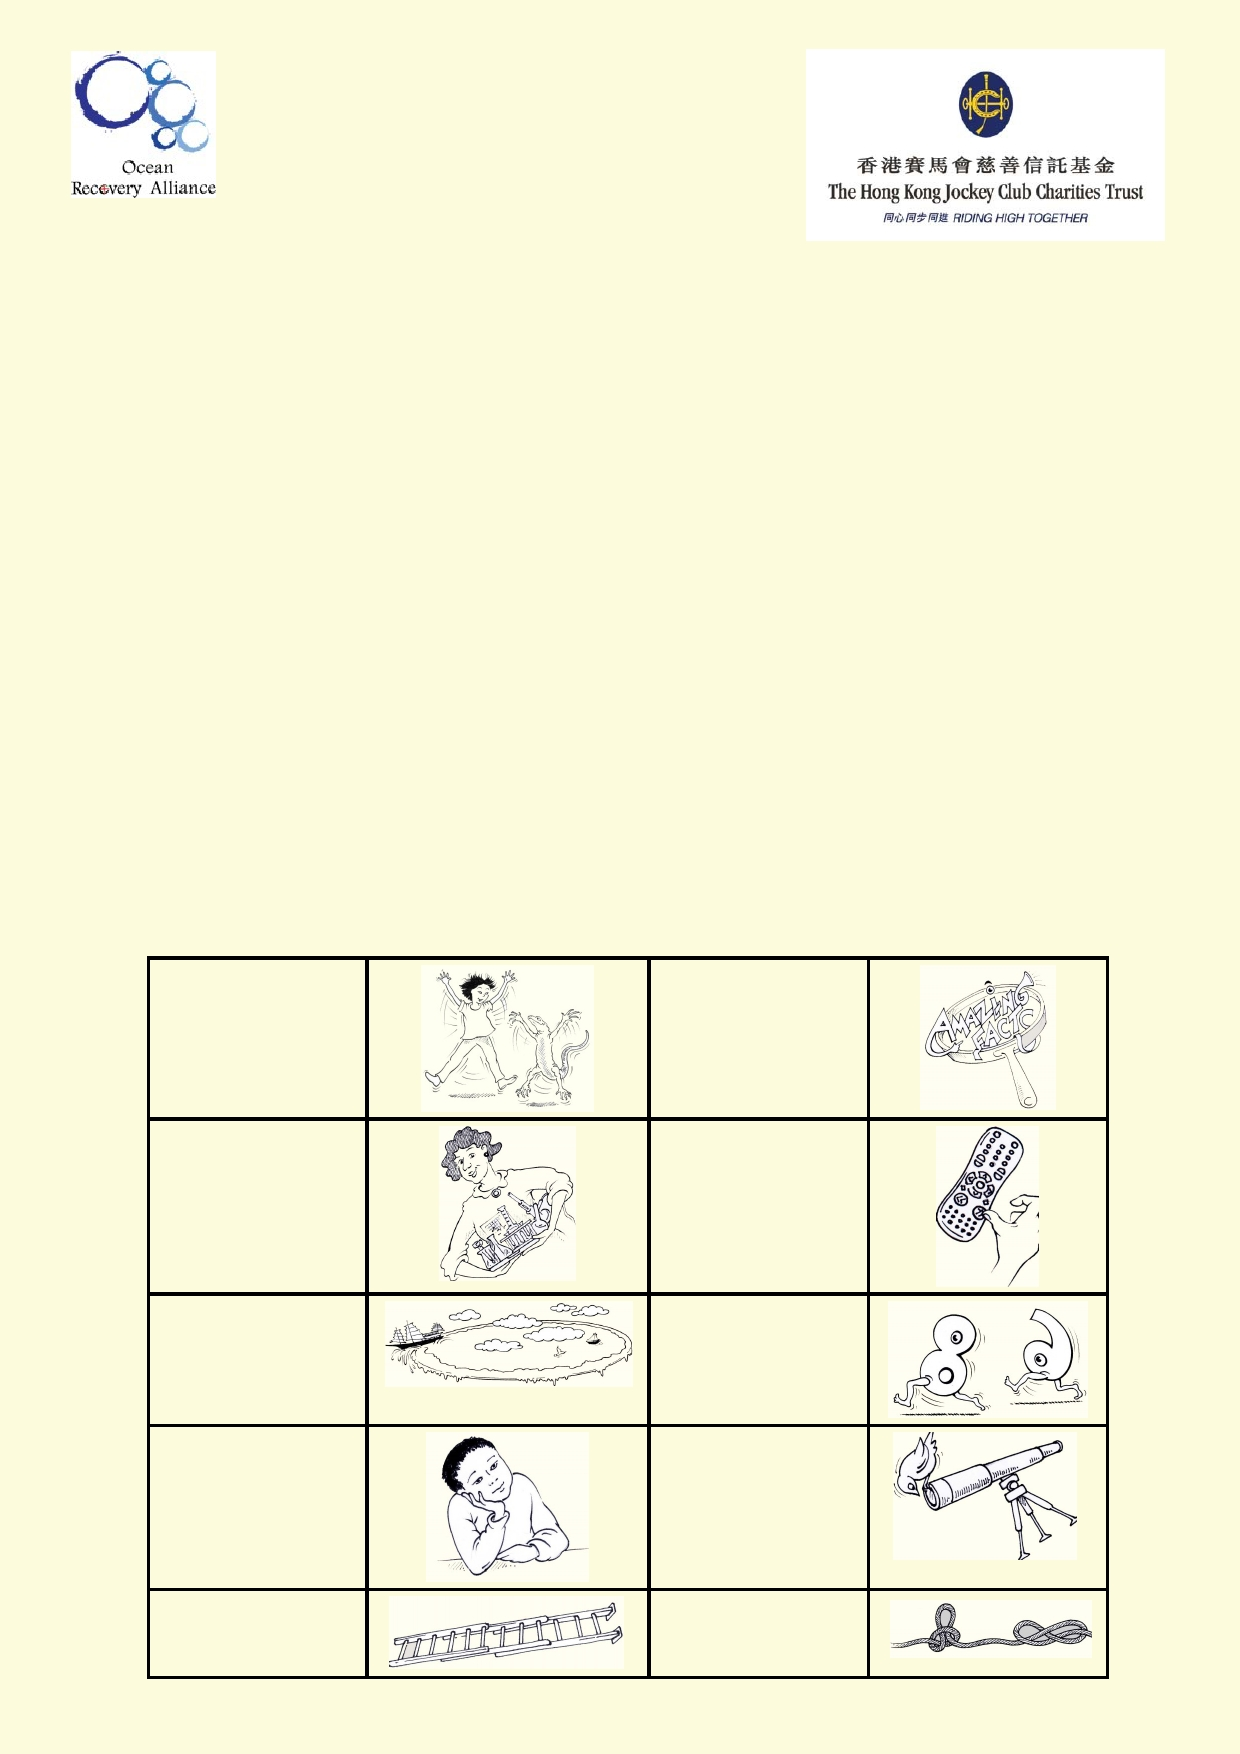 Ocean
Recovery Alliance
香港賽馬會慈善信託基金
The Hong Kong Jockey Club Charities Trust
同心同步同進 RIDING HIGH TOGETHER
AMAZING
FACTS